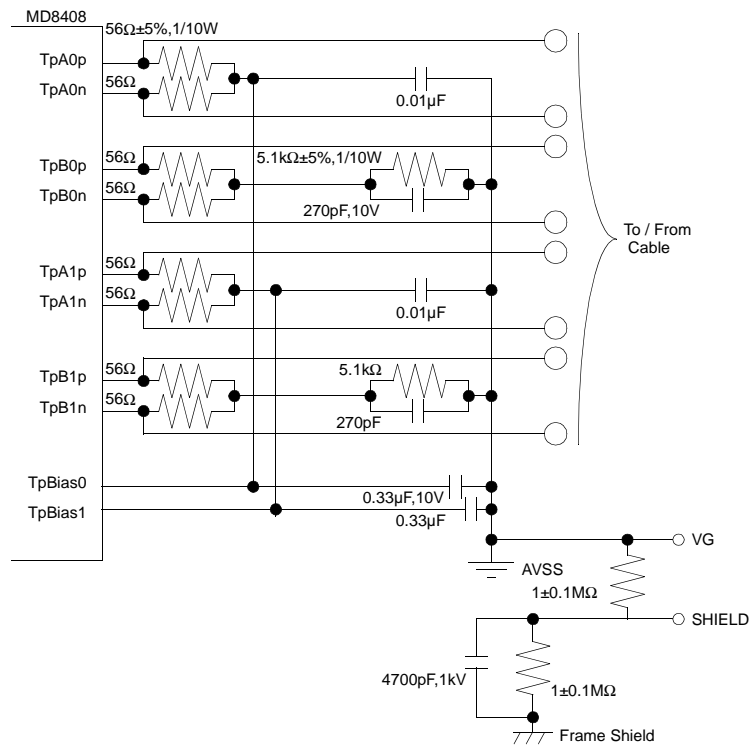 MD8408
56Ω±5%,1/10W
TpA0p
TpA0n
56Ω
0.01µF
TpB0p
56Ω
5.1kΩ±5%,1/10W
TpB0n
56Ω
270pF,10V
To / From
Cable
TpA1p
56Ω
TpA1n
56Ω
0.01µF
TpB1p
56Ω
5.1kΩ
TpB1n
56Ω
270pF
TpBias0
0.33µF,10V
TpBias1
0.33µF
VG
AVSS
1±0.1MΩ
SHIELD
4700pF,1kV
1±0.1MΩ
Frame Shield